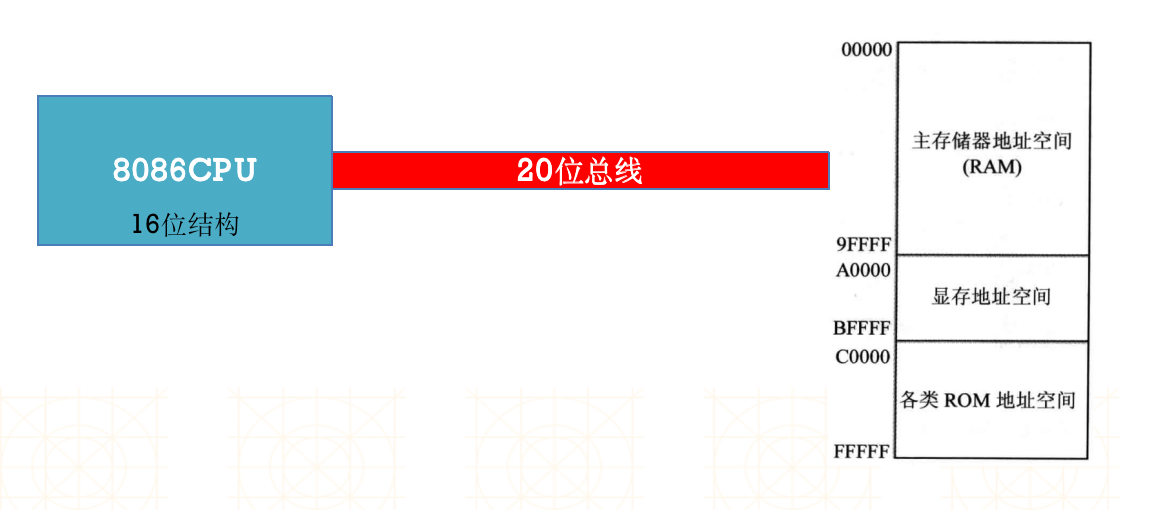 8086CPU
16位结构
20位总线
00000
主存储器地址空间
(RAM)
9FFFF
A0000
显存地址空间
BFFFF
C0000
各类 ROM 地址空间
FFFFF